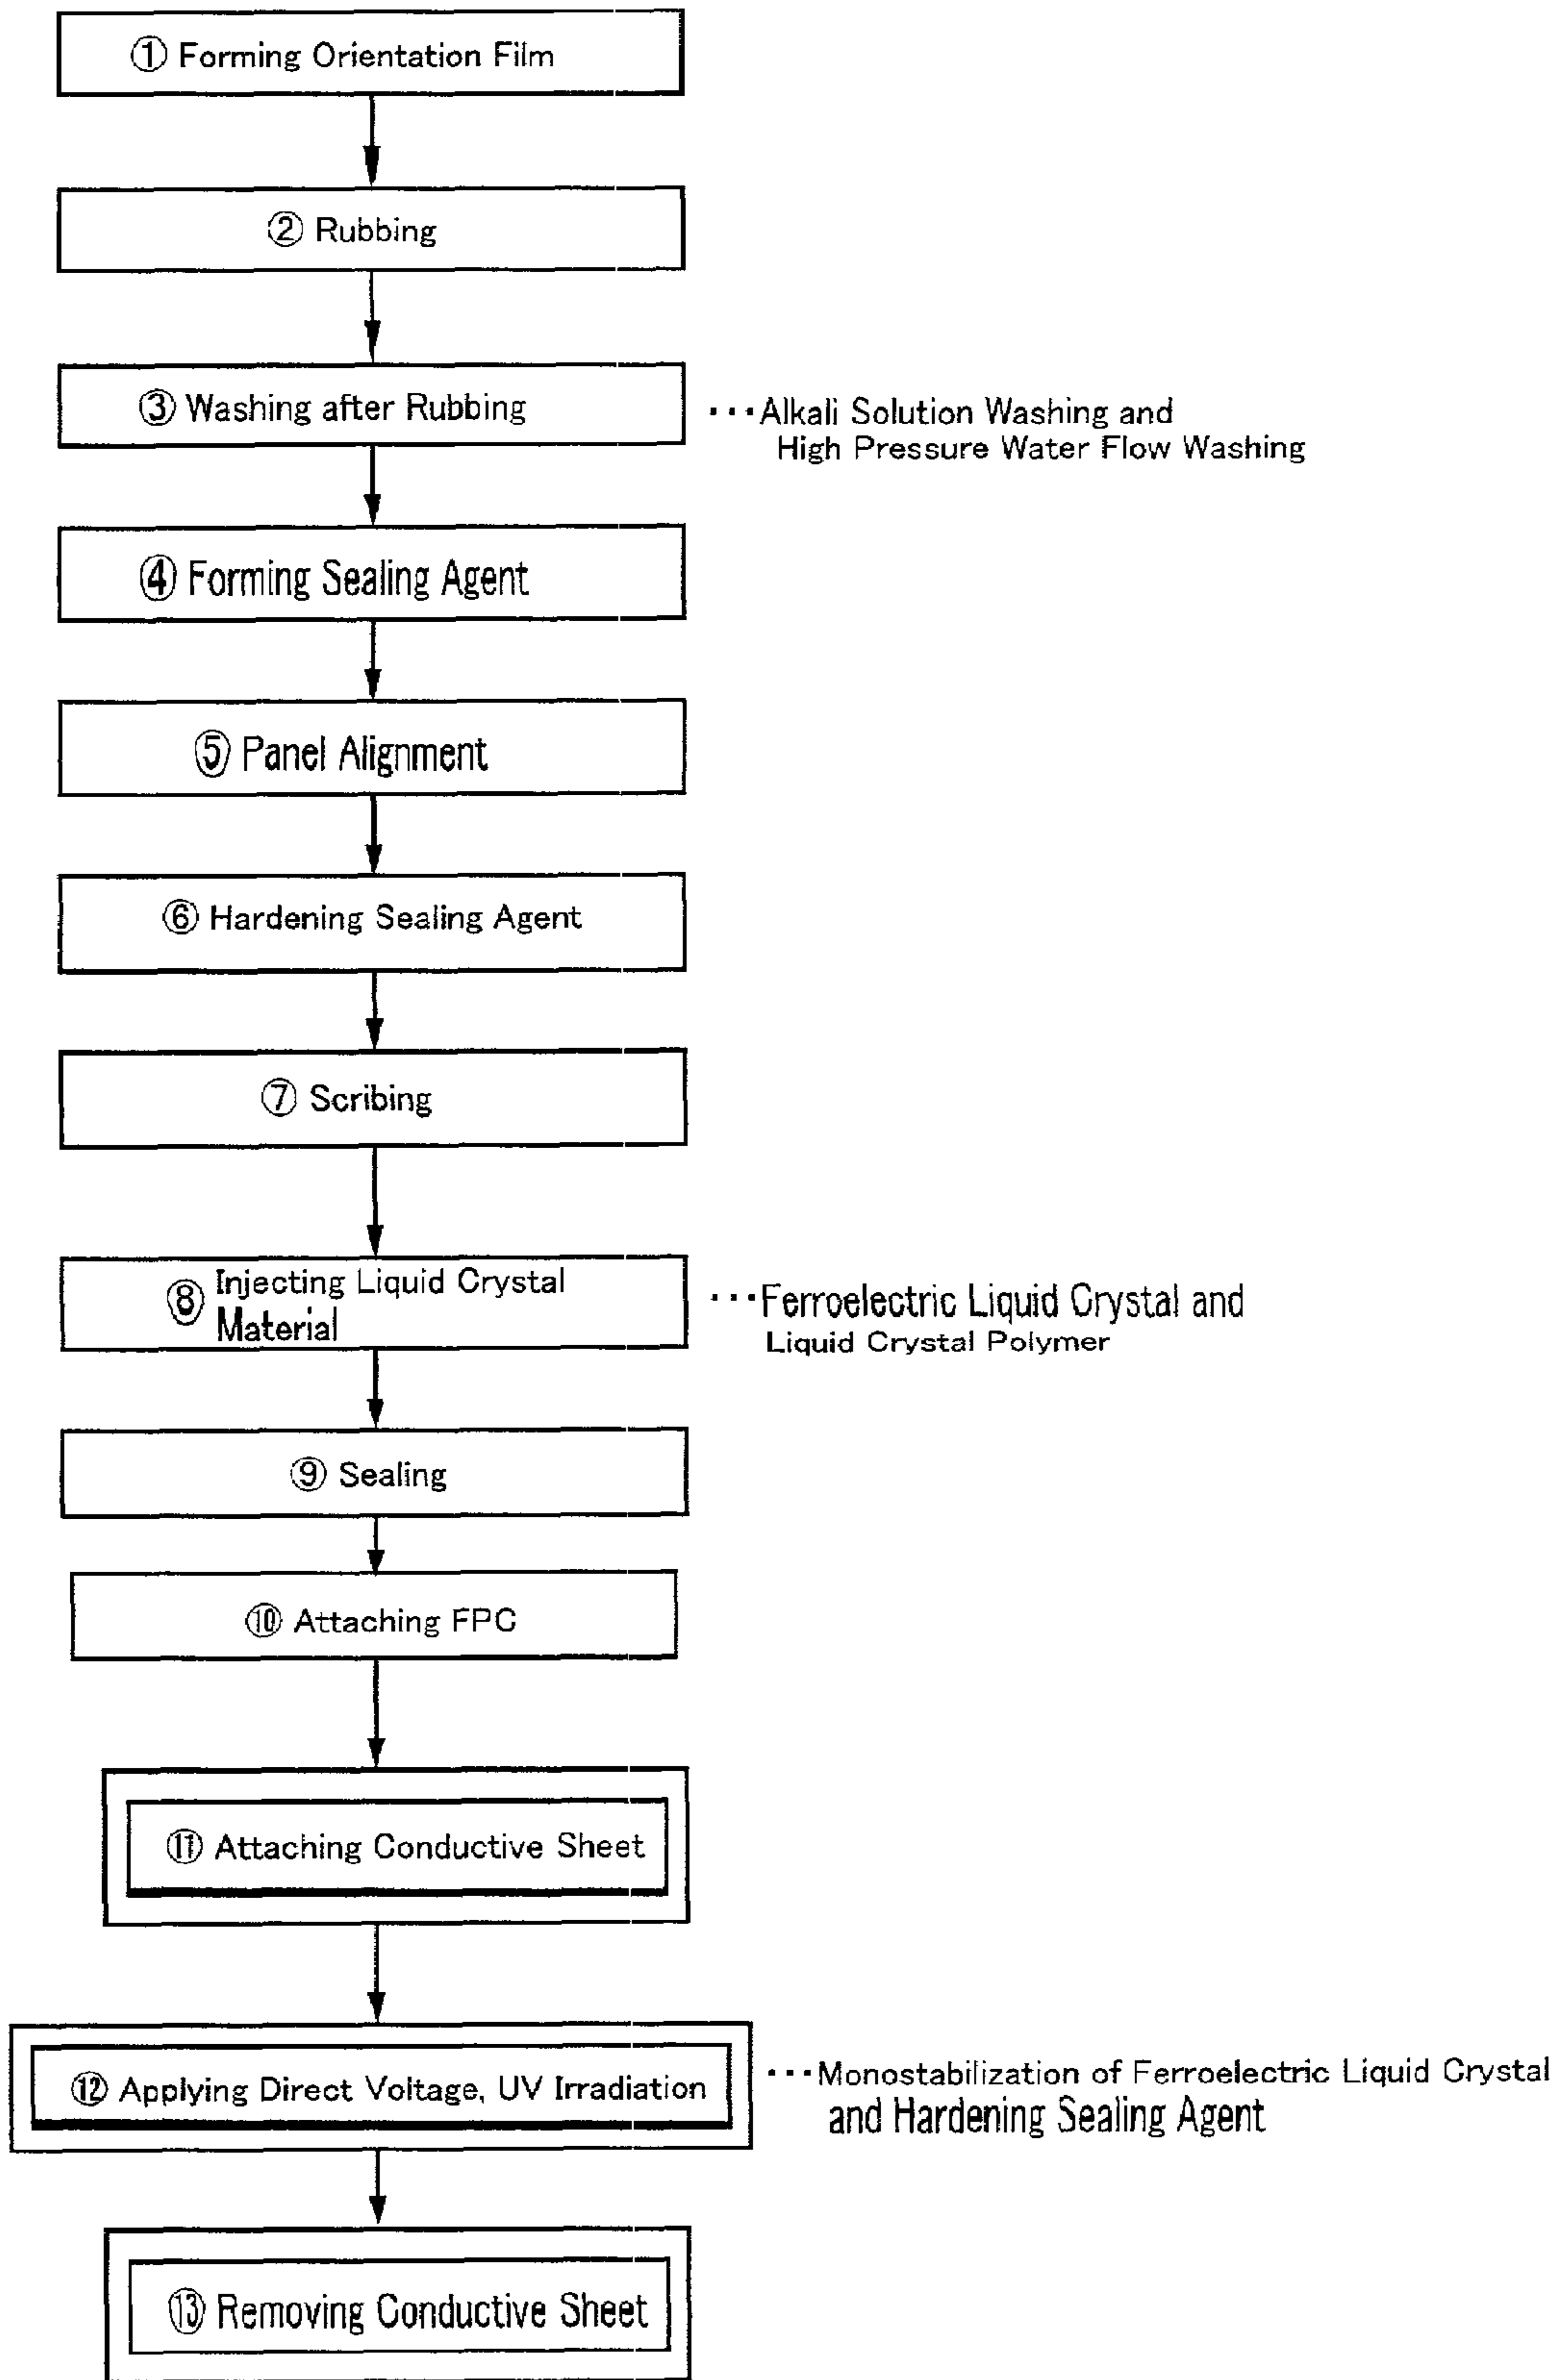 ① Forming Orientation Film
② Rubbing
③ Washing after Rubbing
･･･Alkali Solution Washing and
High Pressure Water Flow Washing
④ Forming Sealing Agent
⑤ Panel Alignment
⑥ Hardening Sealing Agent
⑦ Scribing
⑧ Injecting Liquid Crystal
Material
･･･Ferroelectric Liquid Crystal and
Liquid Crystal Polymer
⑨ Sealing
⑩ Attaching FPC
⑪ Attaching Conductive Sheet
⑫ Applying Direct Voltage, UV Irradiation
･･･Monostabilization of Ferroelectric Liquid Crystal
and Hardening Sealing Agent
⑬ Removing Conductive Sheet